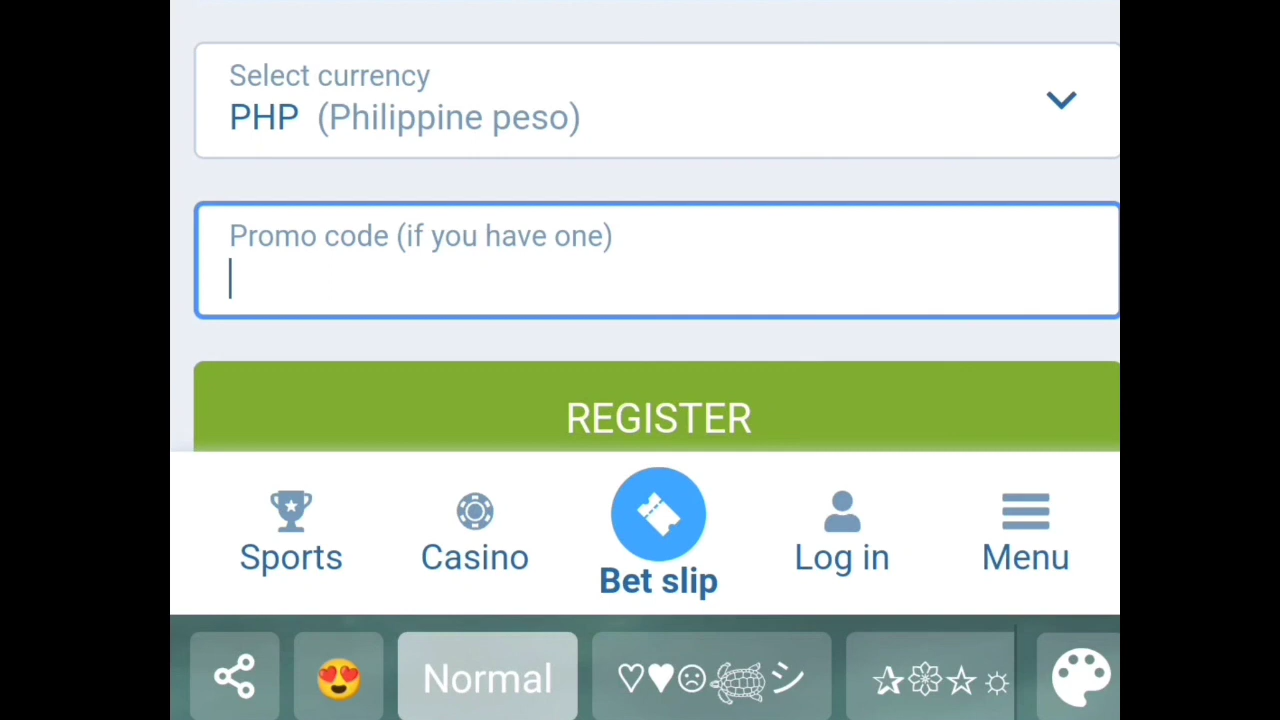 Select currency
PHP (Philippine peso)
Promo code (if you have one)
REGISTER
Sports
Casino
Bet slip
Log in
Menu
Normal